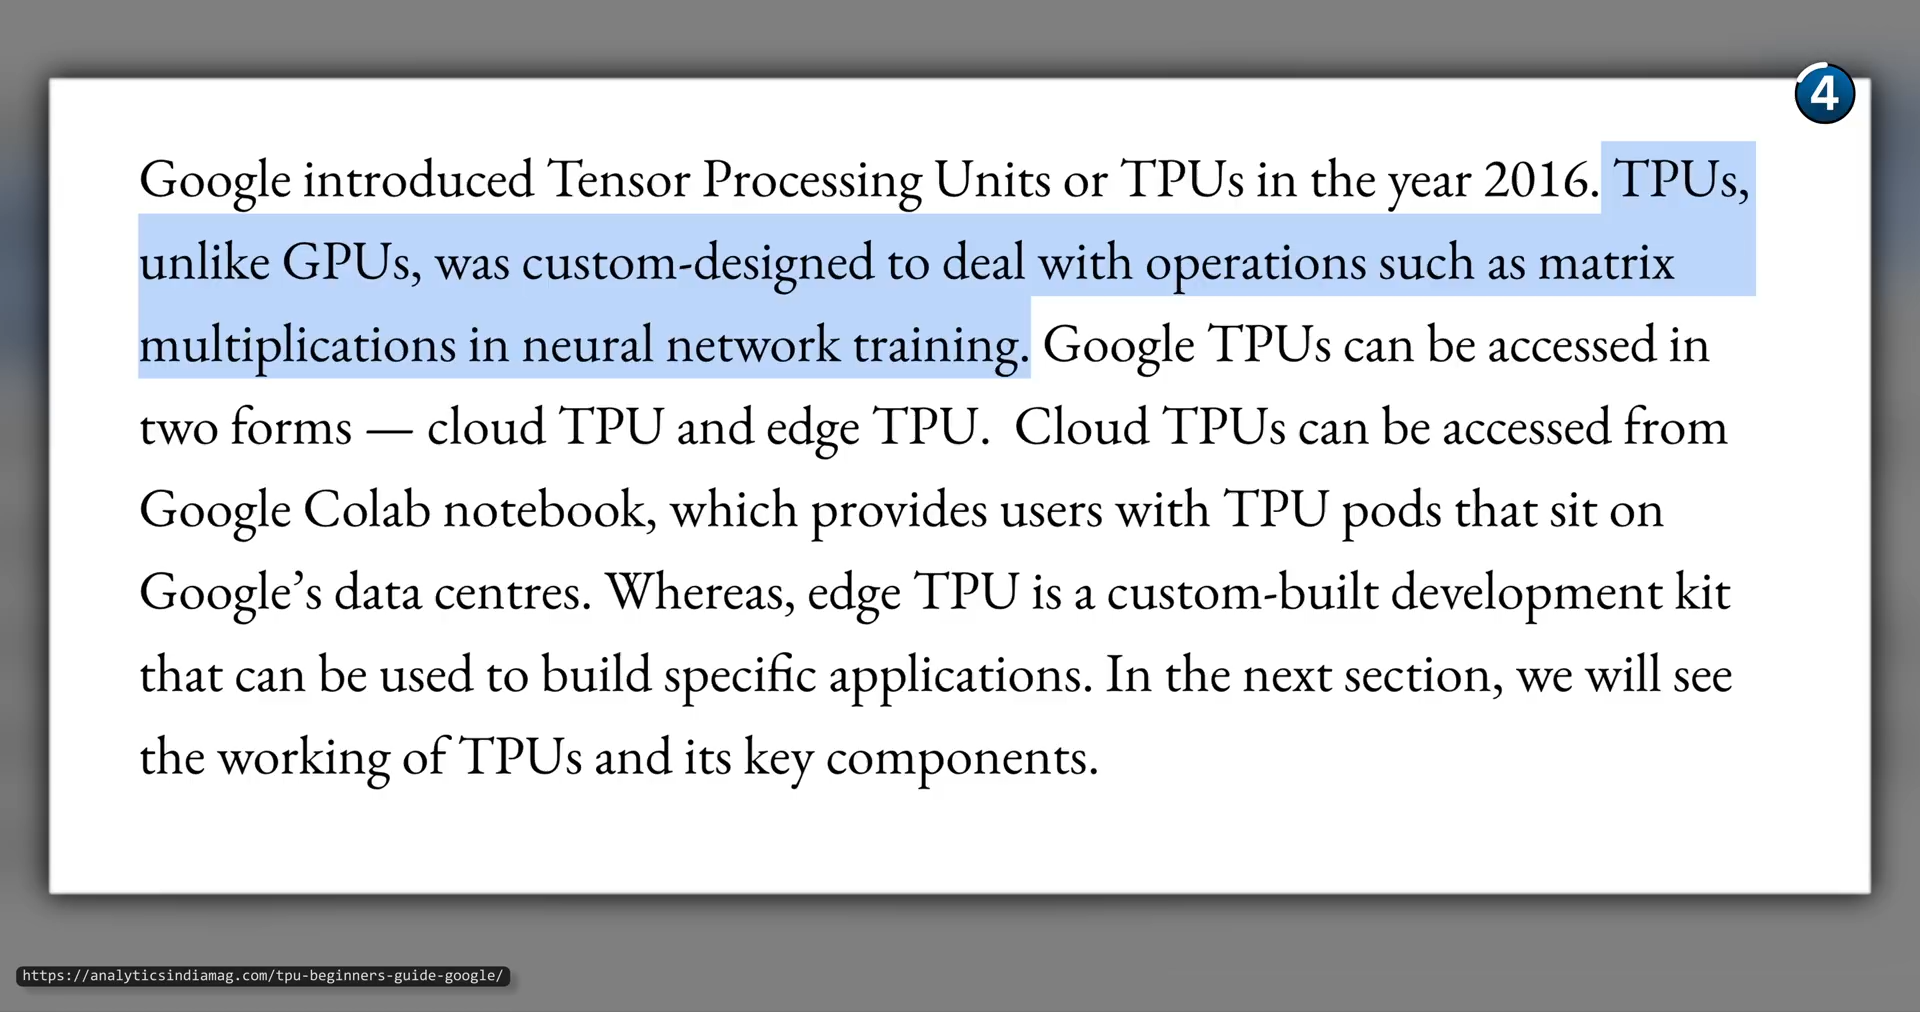 4
Google introduced Tensor Processing Units or TPUs in the year 2016. TPUs,
unlike GPUs, was custom-designed to deal with operations such as matrix
multiplications in neural network training. Google TPUs can be accessed in
two forms — cloud TPU and edge TPU.  Cloud TPUs can be accessed from
Google Colab notebook, which provides users with TPU pods that sit on
Google’s data centres. Whereas, edge TPU is a custom-built development kit
that can be used to build specific applications. In the next section, we will see
the working of TPUs and its key components.
https://analyticsindiamag.com/tpu-beginners-guide-google/